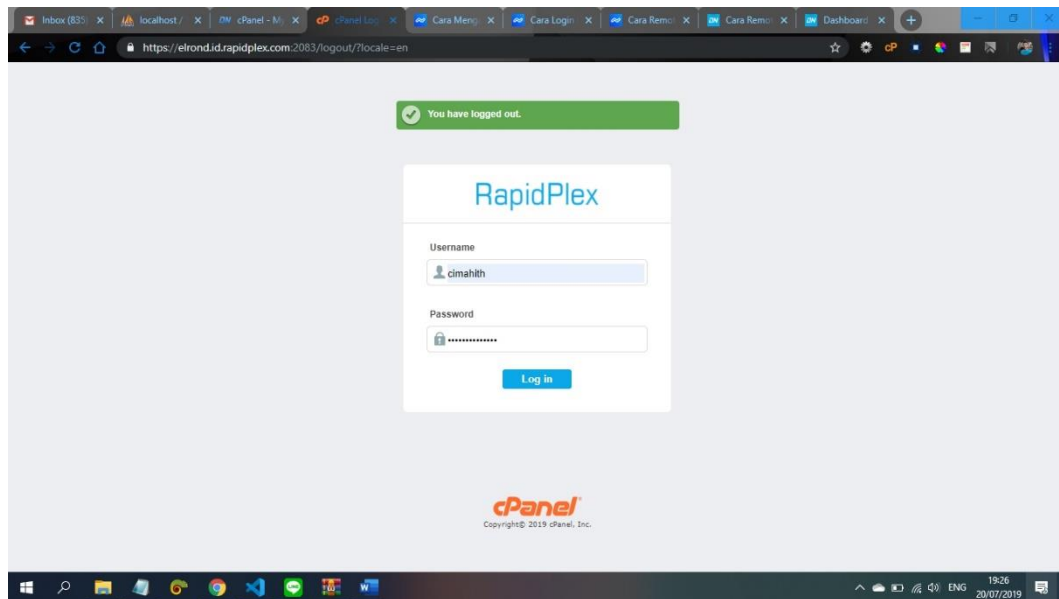 Inbox (835)
localhost /
cPanel - M
cPanel Log
Cara Meng
Cara Login
Cara Remo
Cara Remo
Dashboard
https://elrond.id.rapidplex.com:2083/logout/?locale=en
You have logged out.
RapidPlex
Username
cimahith
Password
Log in
cPanel
Copyright© 2019 cPanel, Inc.
ENG
19:26
20/07/2019